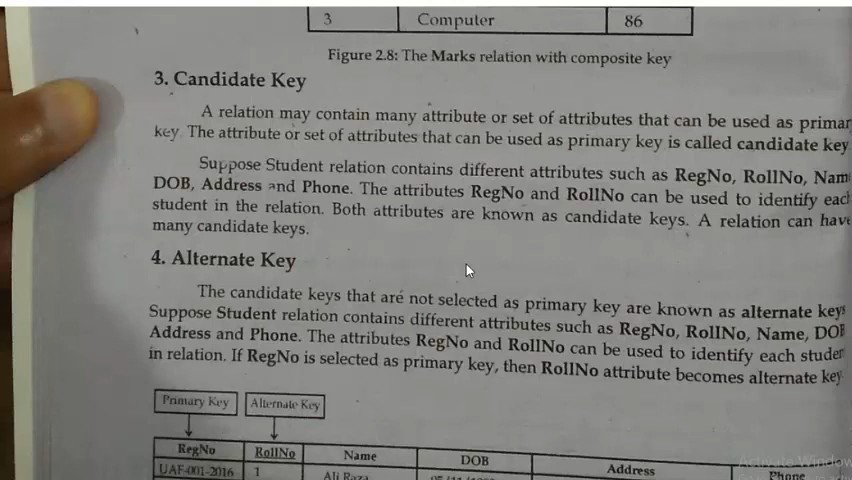 3 Computer 86
Figure 2.8: The Marks relation with composite key
3. Candidate Key
A relation may contain many attribute or set of attributes that can be used as primar
key. The attribute or set of attributes that can be used as primary key is called candidate key
Suppose Student relation contains different attributes such as RegNo, RollNo, Nam
DOB, Address and Phone. The attributes RegNo and RollNo can be used to identify eac
student in the relation. Both attributes are known as candidate keys. A relation can have
many candidate keys.
4. Alternate Key
The candidate keys that are not selected as primary key are known as alternate keys
Suppose Student relation contains different attributes such as RegNo, RollNo, Name, DOB
Address and Phone. The attributes RegNo and RollNo can be used to identify each studen
in relation. If RegNo is selected as primary key, then RollNo attribute becomes alternate key
Primary Key Alternate Key
RegNo RollNo Name DOB Address Phone
UAF-001-2016 1 Ali Raza
Activate Window